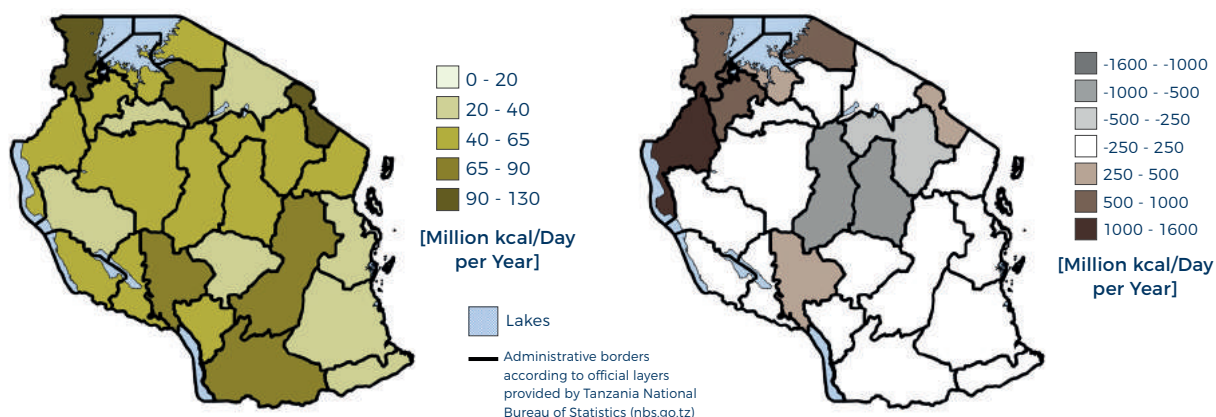 0 - 20
20 - 40
40 - 65
65 - 90
90 - 130
[Million kcal/Day
per Year]
Lakes
Administrative borders
according to official layers
provided by Tanzania National
Bureau of Statistics (nbs.go.tz)
-1600 - -1000
-1000 - -500
-500 - -250
-250 - 250
250 - 500
500 - 1000
1000 - 1600
[Million kcal/Day
per Year]